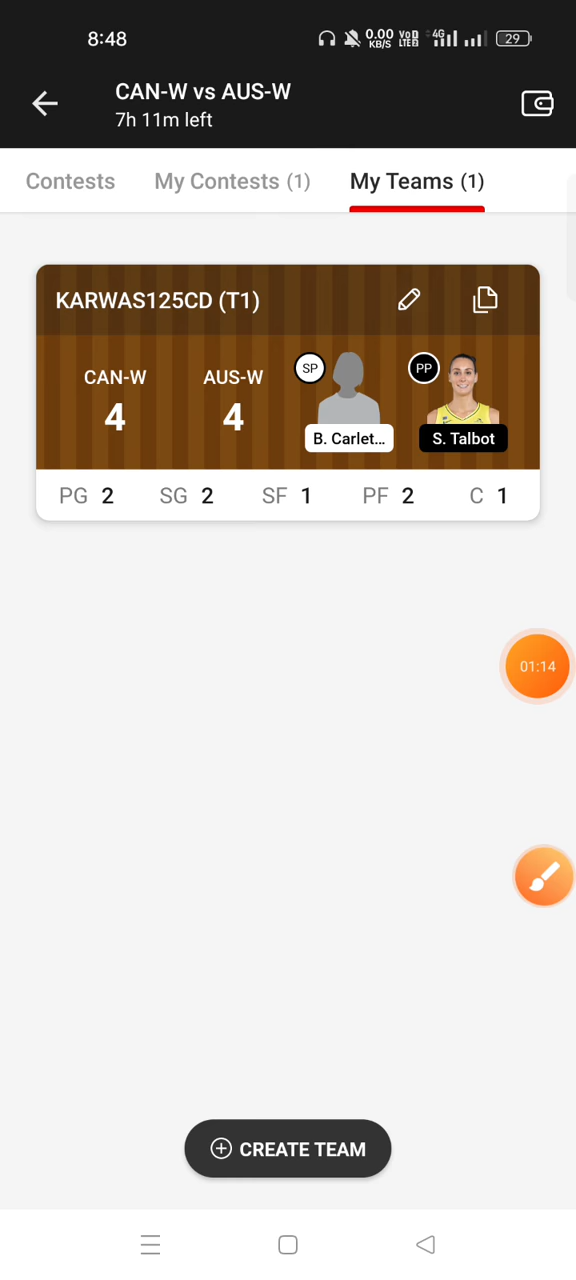 8:48
0.00 KB/S
Vo LTE2
4G
29
CAN-W vs AUS-W
7h 11m left
Contests
My Contests (1)
My Teams (1)
KARWAS125CD (T1)
CAN-W
4
AUS-W
4
SP
B. Carlet...
PP
S. Talbot
PG 2
SG 2
SF 1
PF 2
C 1
01:14
CREATE TEAM